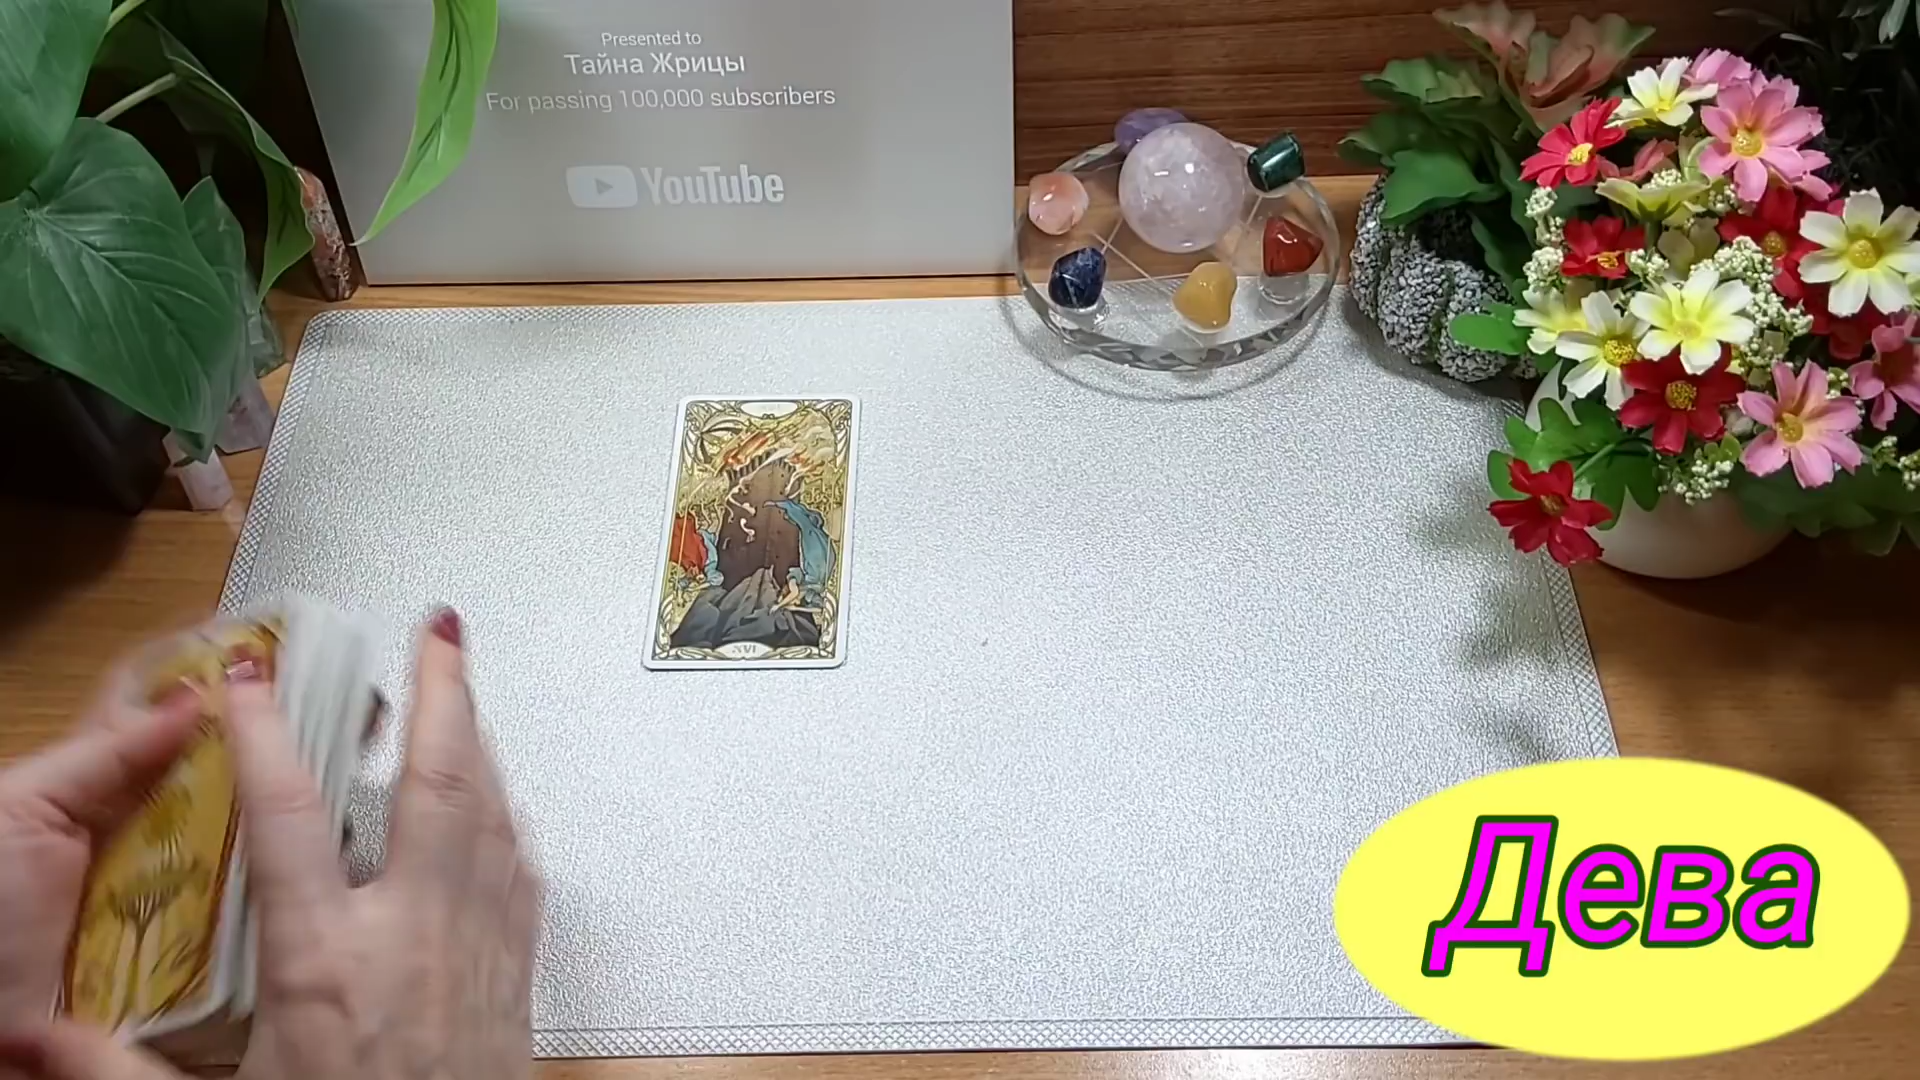 Presented to
Тайна Жрицы
For passing 100,000 subscribers
YouTube
XVI
Дева